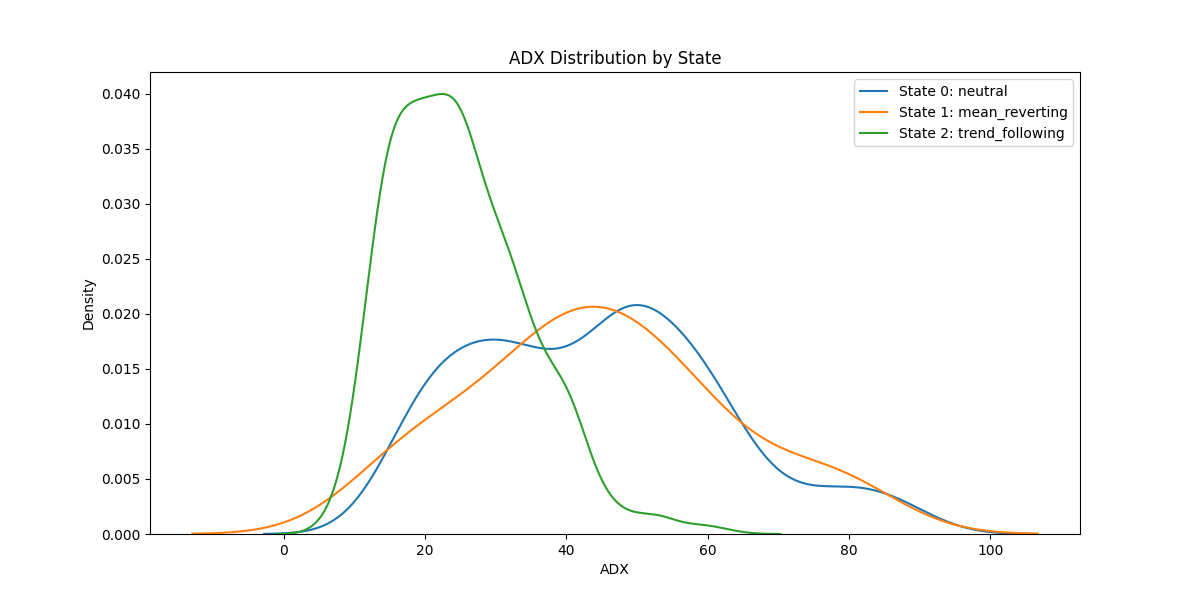 ADX Distribution by State
State 0: neutral
State 1: mean_reverting
State 2: trend_following
0.040
0.035
0.030
0.025
0.020
0.015
0.010
0.005
0.000
Density
0 20 40 60 80 100
ADX